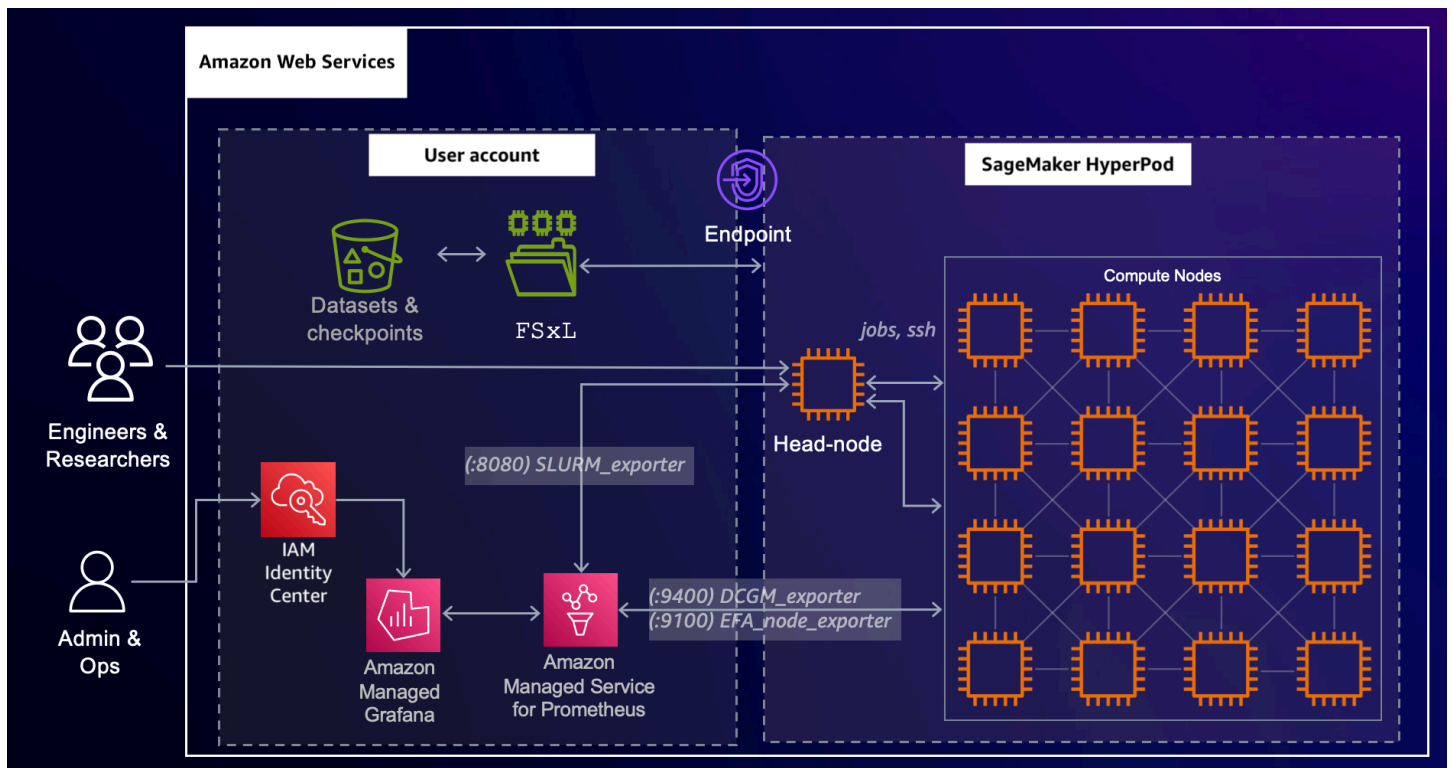 Amazon Web Services
User account
SageMaker HyperPod
Endpoint
Compute Nodes
Datasets &
checkpoints
FSxL
jobs, ssh
Engineers &
Researchers
Head-node
(:8080) SLURM_exporter
IAM
Identity
Center
(:9400) DCGM_exporter
(:9100) EFA_node_exporter
Admin &
Ops
Amazon
Managed
Grafana
Amazon
Managed Service
for Prometheus